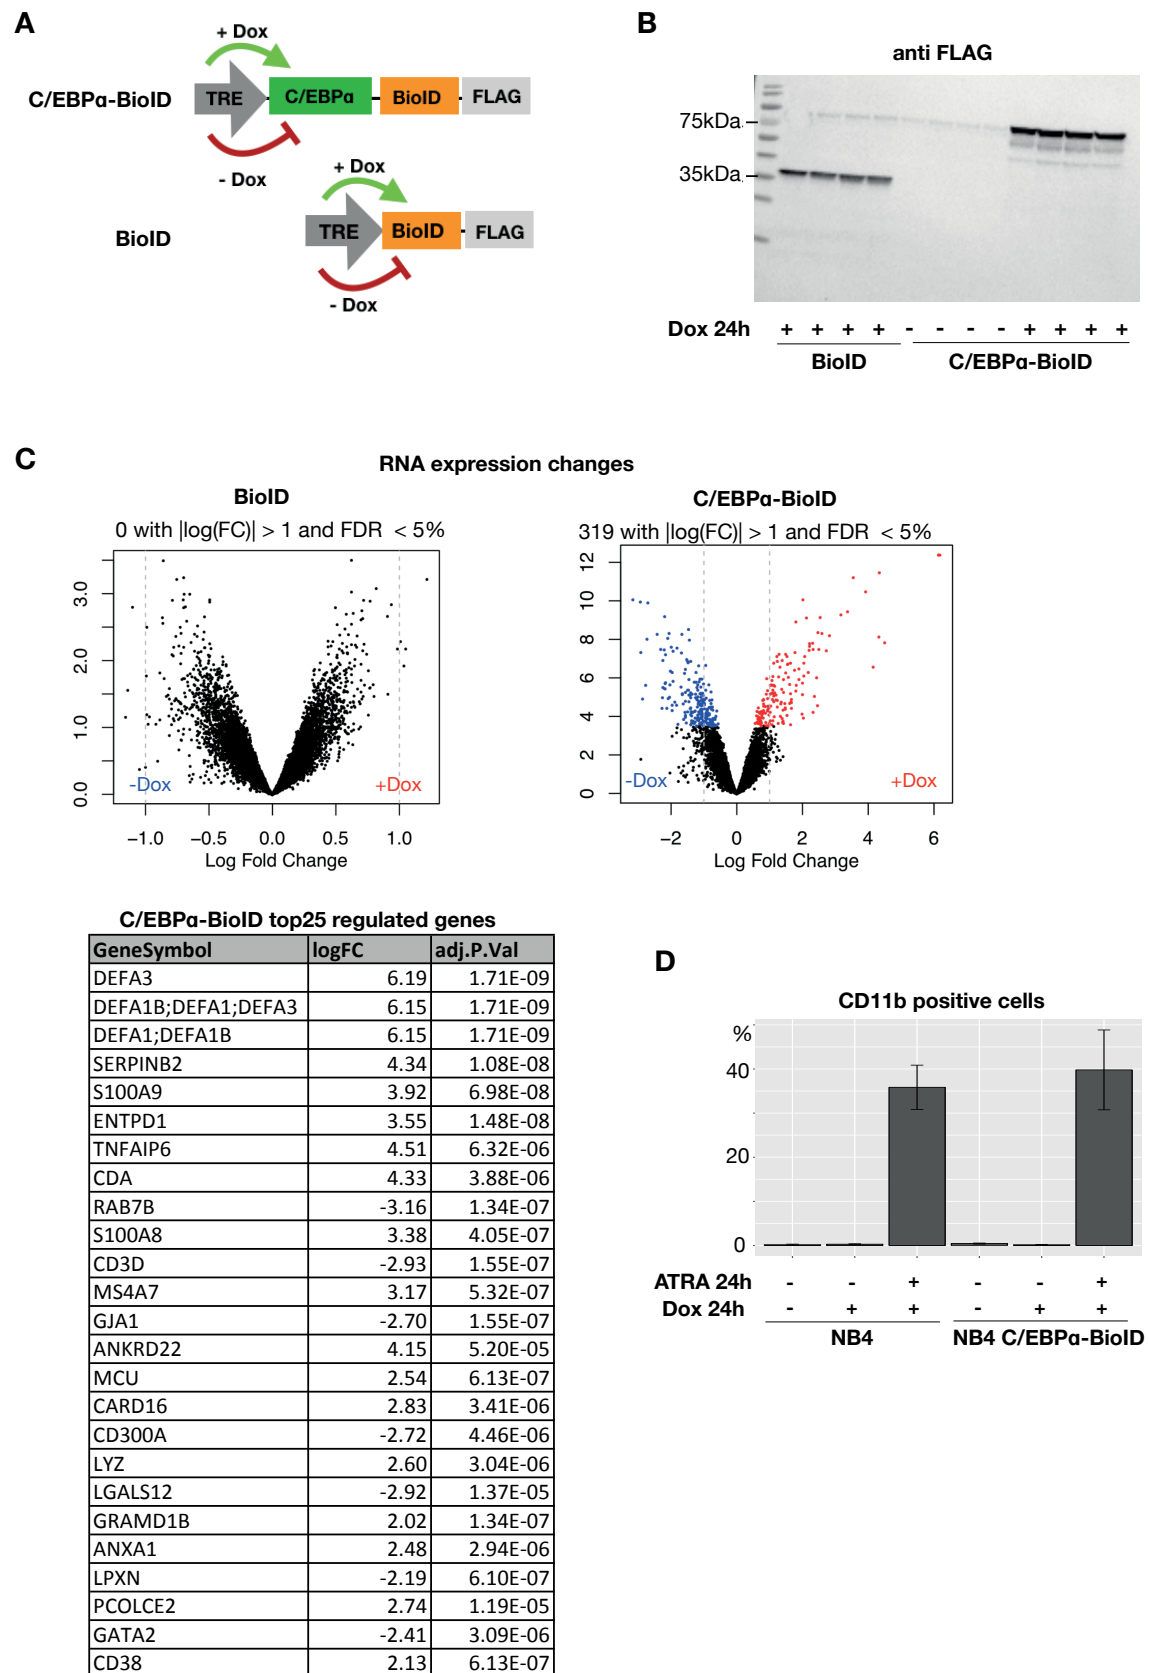 A
+ Dox
C/EBPα-BioID
TRE
C/EBPα
BioID
FLAG
- Dox
+ Dox
BioID
TRE
BioID
FLAG
- Dox
B
anti FLAG
75kDa
35kDa
Dox 24h + + + + - - - - + + + +
BioID C/EBPα-BioID
C
RNA expression changes
BioID
0 with |log(FC)| > 1 and FDR < 5%
3.0
2.0
1.0
0.0
-Dox
+Dox
−1.0 −0.5 0.0 0.5 1.0
Log Fold Change
C/EBPα-BioID
319 with |log(FC)| > 1 and FDR < 5%
12
10
8
6
4
2
0
-Dox
+Dox
−2 0 2 4 6
Log Fold Change
C/EBPα-BioID top25 regulated genes
GeneSymbol logFC adj.P.Val
DEFA3 6.19 1.71E-09
DEFA1B;DEFA1;DEFA3 6.15 1.71E-09
DEFA1;DEFA1B 6.15 1.71E-09
SERPINB2 4.34 1.08E-08
S100A9 3.92 6.98E-08
ENTPD1 3.55 1.48E-08
TNFAIP6 4.51 6.32E-06
CDA 4.33 3.88E-06
RAB7B -3.16 1.34E-07
S100A8 3.38 4.05E-07
CD3D -2.93 1.55E-07
MS4A7 3.17 5.32E-07
GJA1 -2.70 1.55E-07
ANKRD22 4.15 5.20E-05
MCU 2.54 6.13E-07
CARD16 2.83 3.41E-06
CD300A -2.72 4.46E-06
LYZ 2.60 3.04E-06
LGALS12 -2.92 1.37E-05
GRAMD1B 2.02 1.34E-07
ANXA1 2.48 2.94E-06
LPXN -2.19 6.10E-07
PCOLCE2 2.74 1.19E-05
GATA2 -2.41 3.09E-06
CD38 2.13 6.13E-07
D
CD11b positive cells
%
40
20
0
ATRA 24h - - + - - +
Dox 24h - + + - + +
NB4 NB4 C/EBPα-BioID